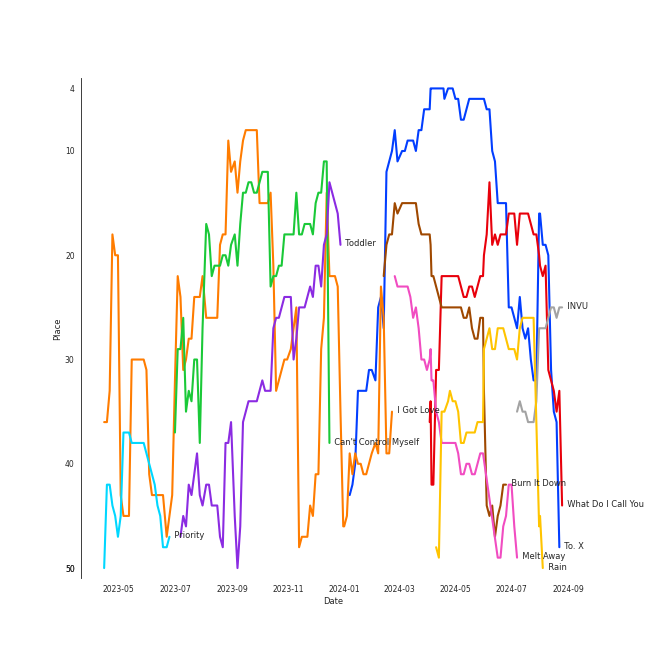 4
10
20
30
40
50
Place
Toddler
INVU
I Got Love
Can't Control Myself
Burn It Down
What Do I Call You
Priority
To. X
Melt Away
Rain
2023-05 2023-07 2023-09 2023-11 2024-01 2024-03 2024-05 2024-07 2024-09
Date